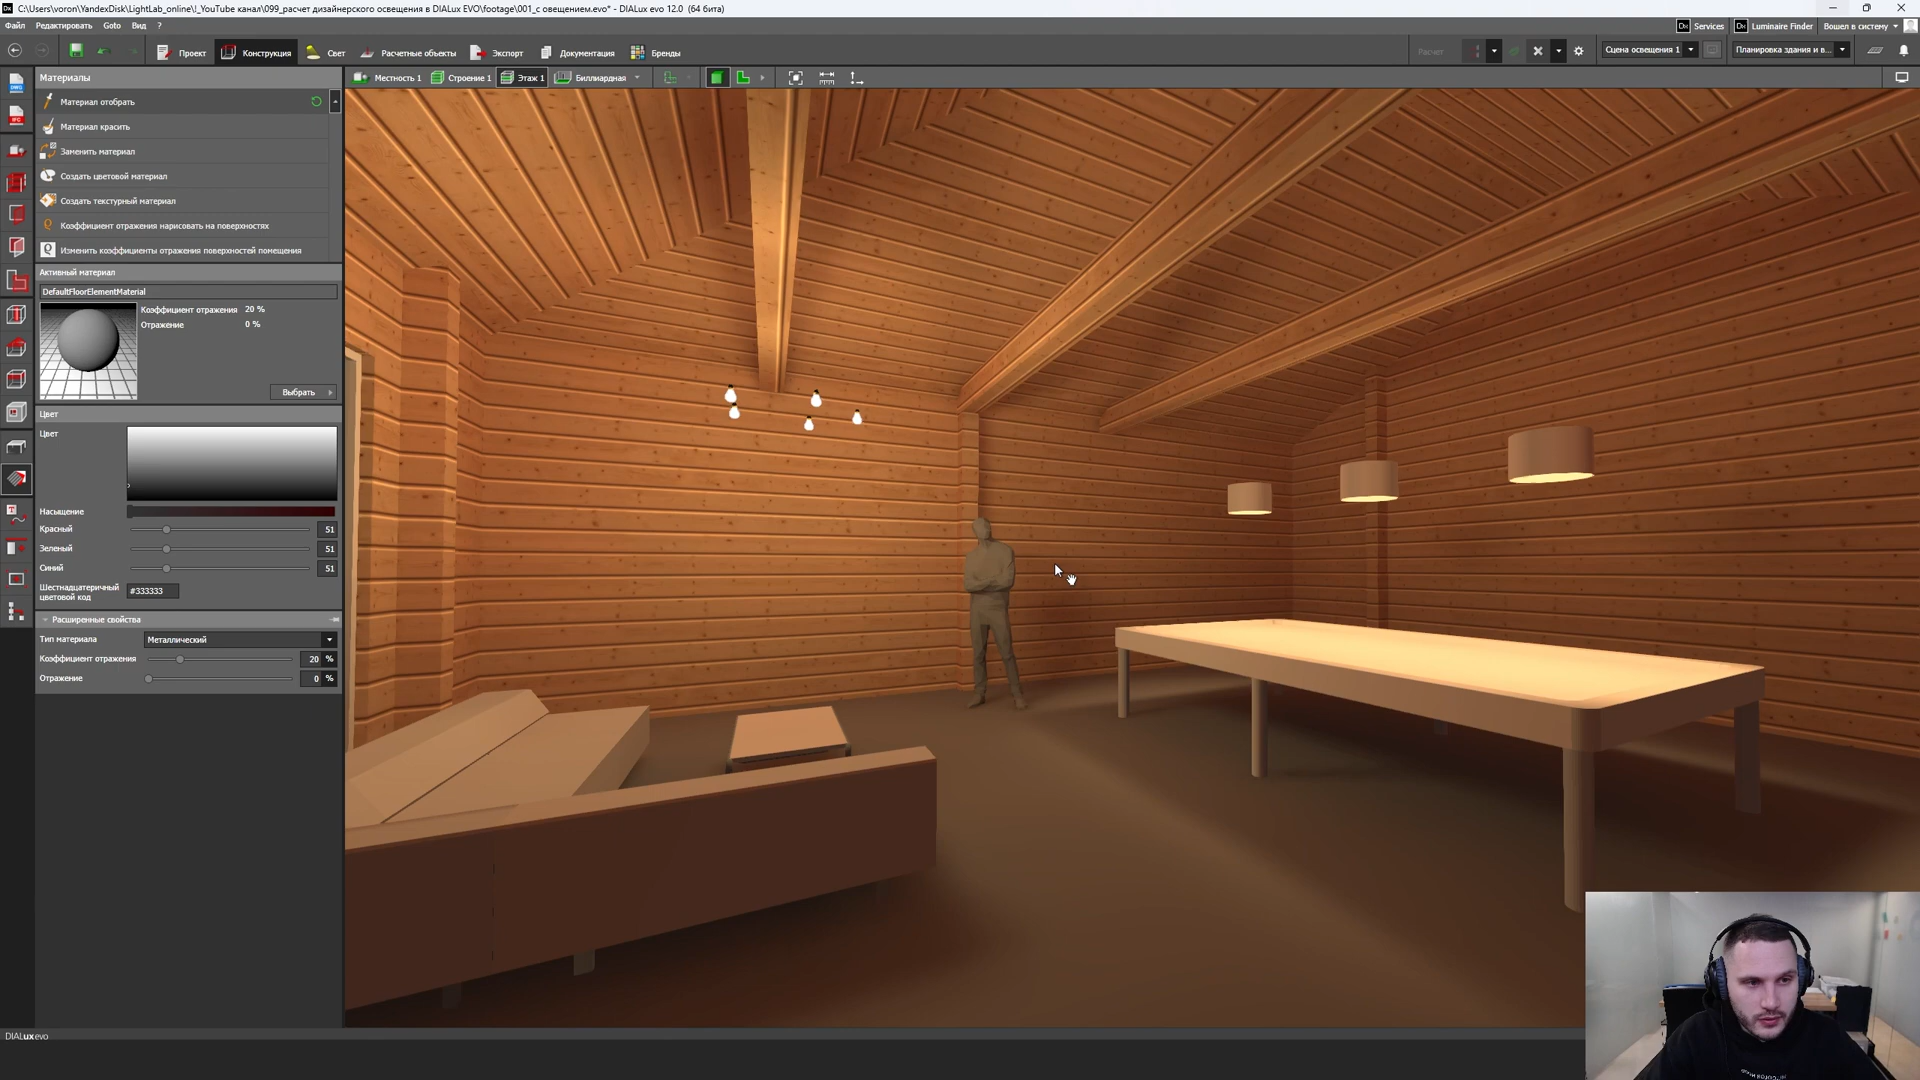 C:\Users\voron\YandexDisk\LightLab_online\!_YouTube канал\099_расчет дизайнерского освещения в DIALux EVO\footage\001_с овещением.evo* - DIALux evo 12.0 (64 бита)
Файл Редактировать Goto Вид ? Services Luminaire Finder Вошел в систему
Проект Конструкция Свет Расчетные объекты Экспорт Документация Бренды Расчет Сцена освещения 1 Планировка здания и в...
Материалы
Местность 1 Строение 1 Этаж 1 Биллиардная
Материал отобрать
Материал красить
Заменить материал
Создать цветовой материал
Создать текстурный материал
Коэффициент отражения нарисовать на поверхностях
Изменить коэффициенты отражения поверхностей помещения
Активный материал
DefaultFloorElementMaterial
Коэффициент отражения 20 %
Отражение 0 %
Выбрать
Цвет
Цвет
Насыщение
Красный 51
Зеленый 51
Синий 51
Шестнадцатеричный цветовой код #333333
Расширенные свойства
Тип материала Металлический
Коэффициент отражения 20 %
Отражение 0 %
DIALux evo